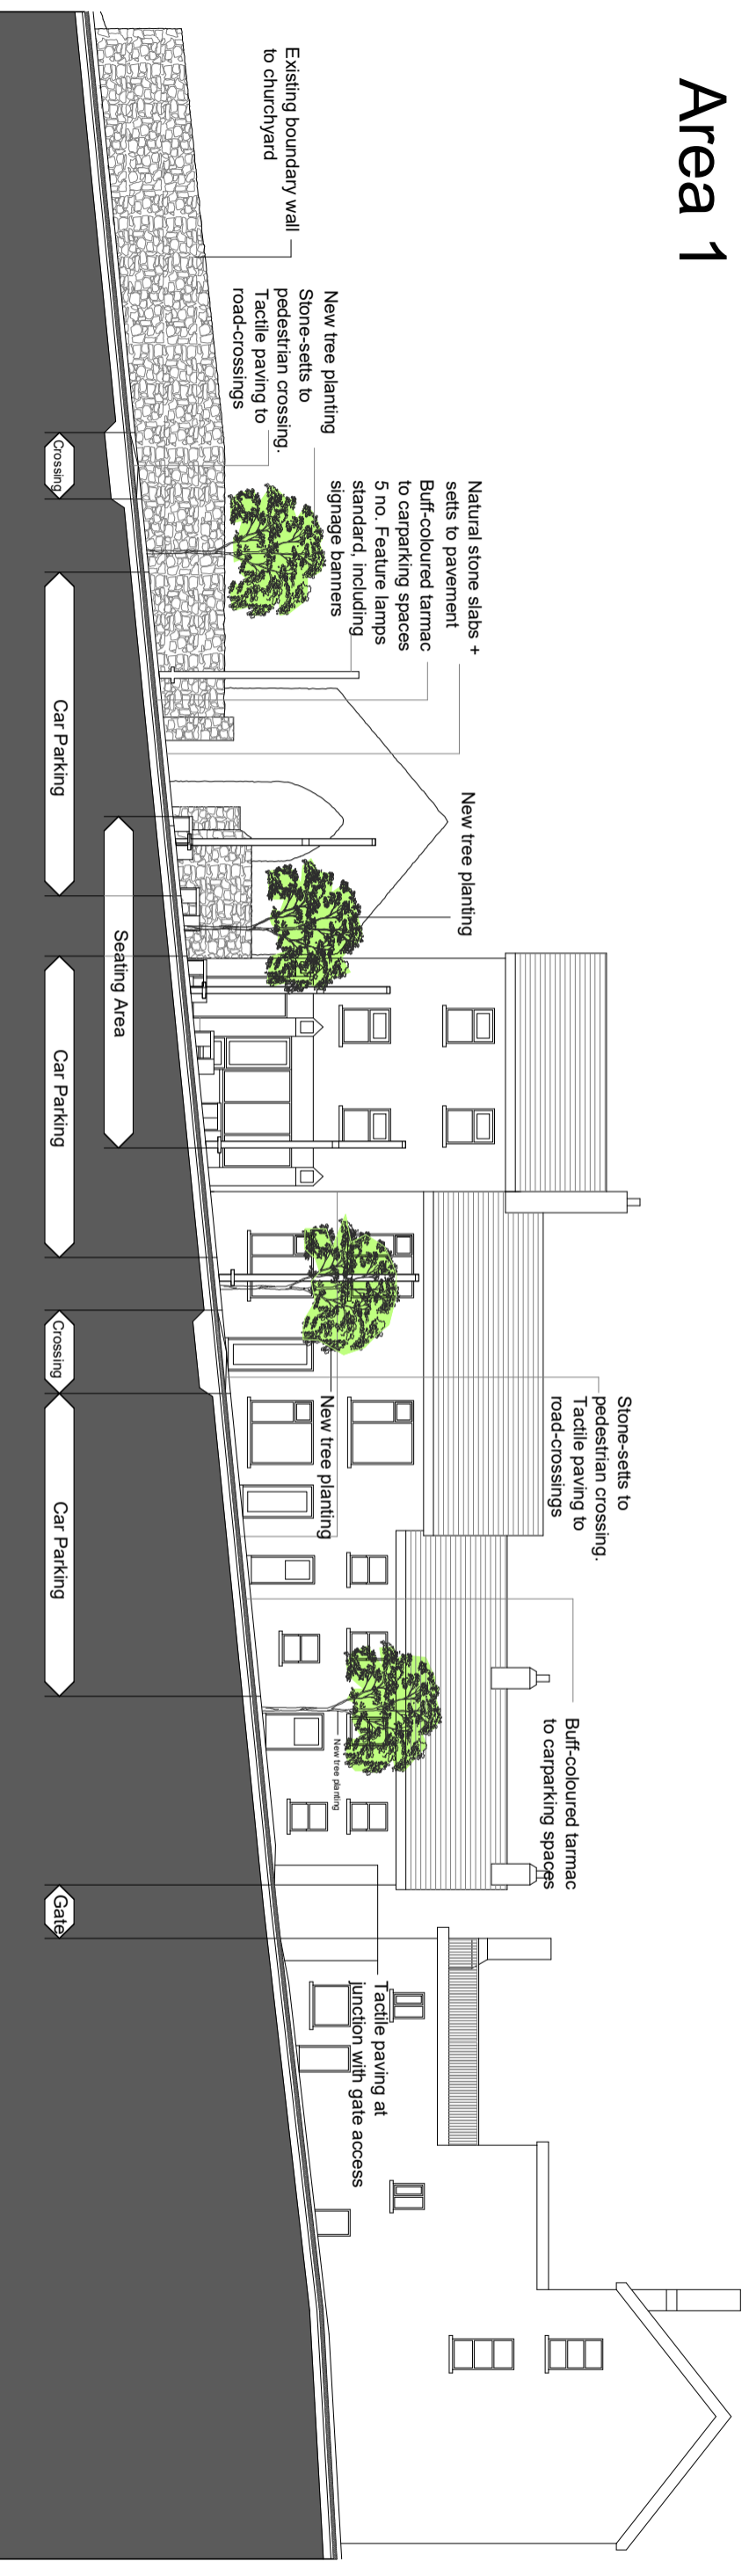 Area 1
Existing boundary wall
to churchyard
New tree planting
Stone-setts to
pedestrian crossing.
Tactile paving to
road-crossings
Natural stone slabs +
setts to pavement
Buff-coloured tarmac
to carparking spaces
5 no. Feature lamps
standard, including
signage banners
New tree planting
New tree planting
Stone-setts to
pedestrian crossing.
Tactile paving to
road-crossings
Buff-coloured tarmac
to carparking spaces
New tree planting
Tactile paving at
junction with gate access
Seating Area
Crossing
Car Parking
Car Parking
Crossing
Car Parking
Gate